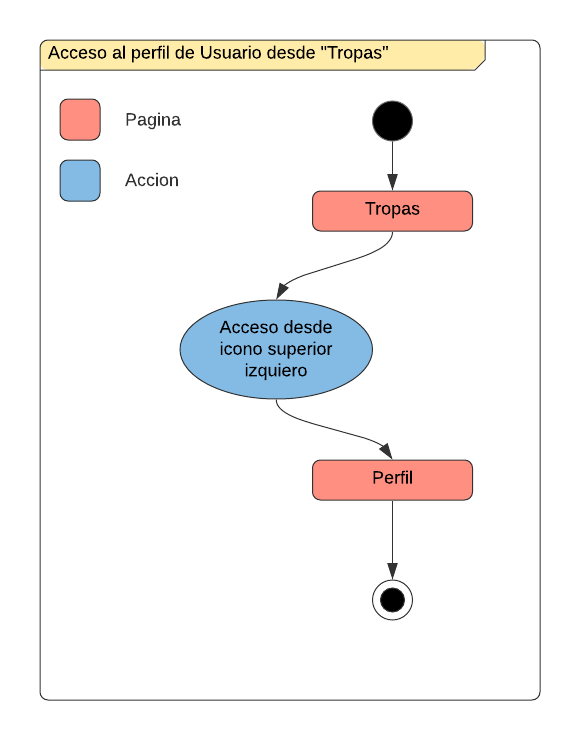 Acceso al perfil de Usuario desde "Tropas"
Pagina
Accion
Tropas
Acceso desde
icono superior
izquiero
Perfil